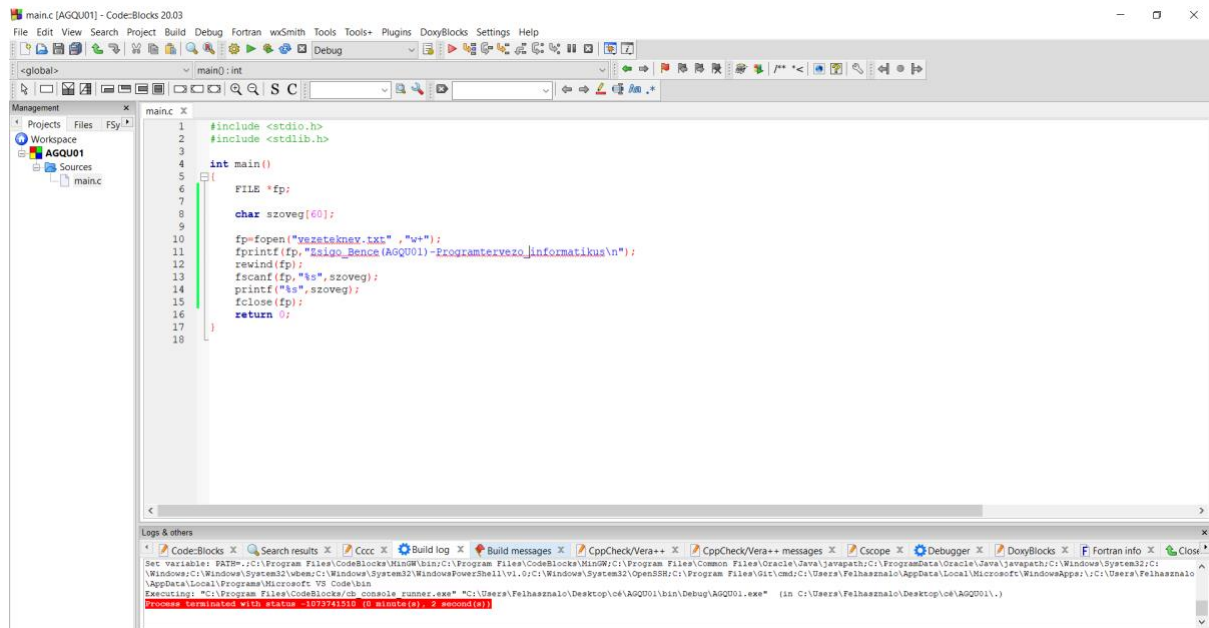 main.c [AGQU01] - Code::Blocks 20.03
File Edit View Search Project Build Debug Fortran wxSmith Tools Tools+ Plugins DoxyBlocks Settings Help
Debug
<global> main() : int
S C
Management
Projects Files FSy
Workspace
AGQU01
Sources
main.c
main.c X
1 #include <stdio.h>
2 #include <stdlib.h>
3
4 int main()
5 {
6 FILE *fp;
7
8 char szoveg[60];
9
10 fp=fopen("vezeteknev.txt" ,"w+");
11 fprintf(fp,"Zsigo_Bence(AGQU01)-Programtervezo_informatikus\n");
12 rewind(fp);
13 fscanf(fp,"%s",szoveg);
14 printf("%s",szoveg);
15 fclose(fp);
16 return 0;
17 }
18
Logs & others
Code::Blocks X Search results X Cccc X Build log X Build messages X CppCheck/Vera++ X CppCheck/Vera++ messages X Cscope X Debugger X DoxyBlocks X Fortran info X Close
Set variable: PATH=.;C:\Program Files\CodeBlocks\MinGW\bin;C:\Program Files\CodeBlocks\MinGW;C:\Program Files\Common Files\Oracle\Java\javapath;C:\ProgramData\Oracle\Java\javapath;C:\Windows\System32;C:
\Windows;C:\Windows\System32\wbem;C:\Windows\System32\WindowsPowerShell\v1.0;C:\Windows\System32\OpenSSH;C:\Program Files\Git\cmd;C:\Users\Felhasznalo\AppData\Local\Microsoft\WindowsApps;\;C:\Users\Felhasznalo
\AppData\Local\Programs\Microsoft VS Code\bin
Executing: "C:\Program Files\CodeBlocks/cb_console_runner.exe" "C:\Users\Felhasznalo\Desktop\cé\AGQU01\bin\Debug\AGQU01.exe" (in C:\Users\Felhasznalo\Desktop\cé\AGQU01\.)
Process terminated with status -1073741510 (0 minute(s), 2 second(s))